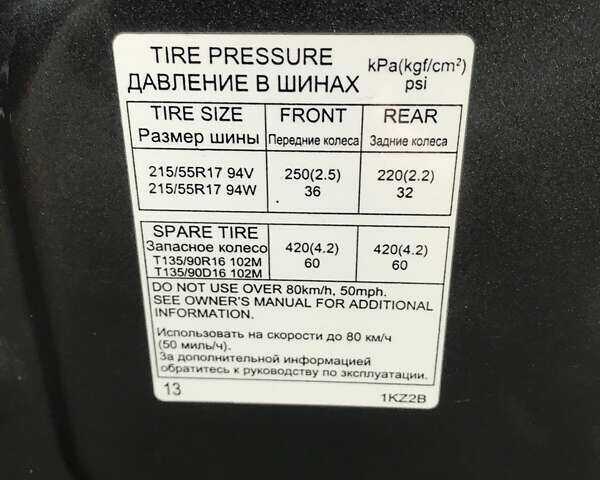 TIRE PRESSURE kPa(kgf/cm²)
ДАВЛЕНИЕ В ШИНАХ psi
TIRE SIZE FRONT REAR
Размер шины Передние колеса Задние колеса
215/55R17 94V 250(2.5) 220(2.2)
215/55R17 94W 36 32
SPARE TIRE
Запасное колесо 420(4.2) 420(4.2)
T135/90R16 102M 60 60
T135/90D16 102M
DO NOT USE OVER 80km/h, 50mph.
SEE OWNER'S MANUAL FOR ADDITIONAL
INFORMATION.
Использовать на скорости до 80 км/ч
(50 миль/ч).
За дополнительной информацией
обратитесь к руководству по эксплуатации.
13 1KZ2B